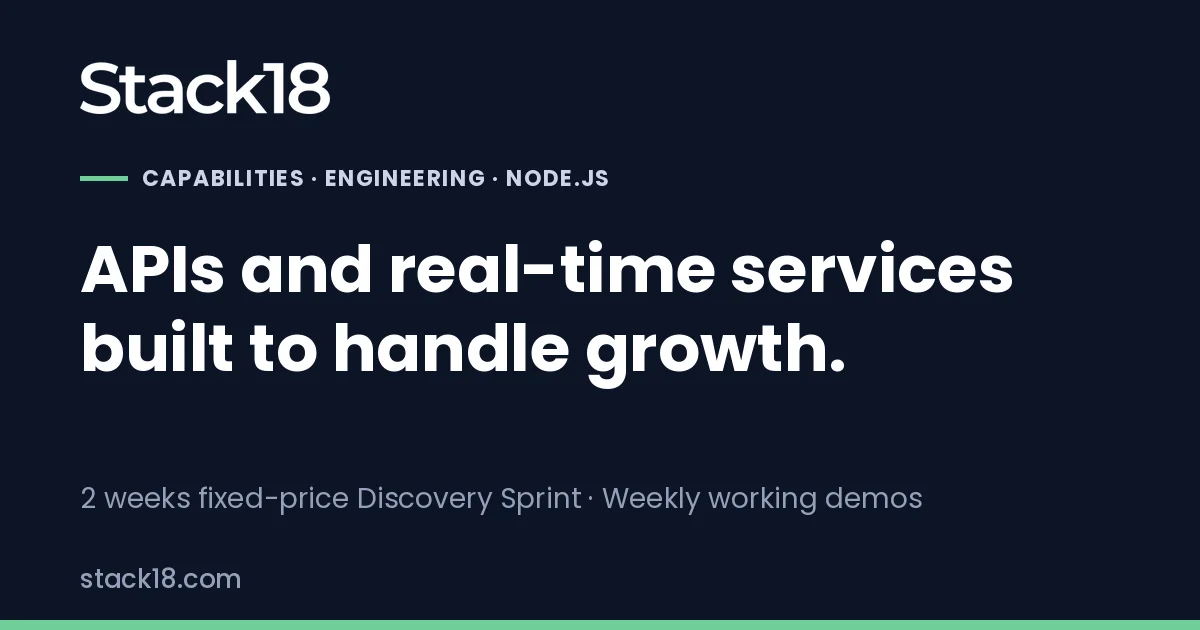 Stack18
CAPABILITIES · ENGINEERING · NODE.JS
APIs and real-time services
built to handle growth.
2 weeks fixed-price Discovery Sprint · Weekly working demos
stack18.com